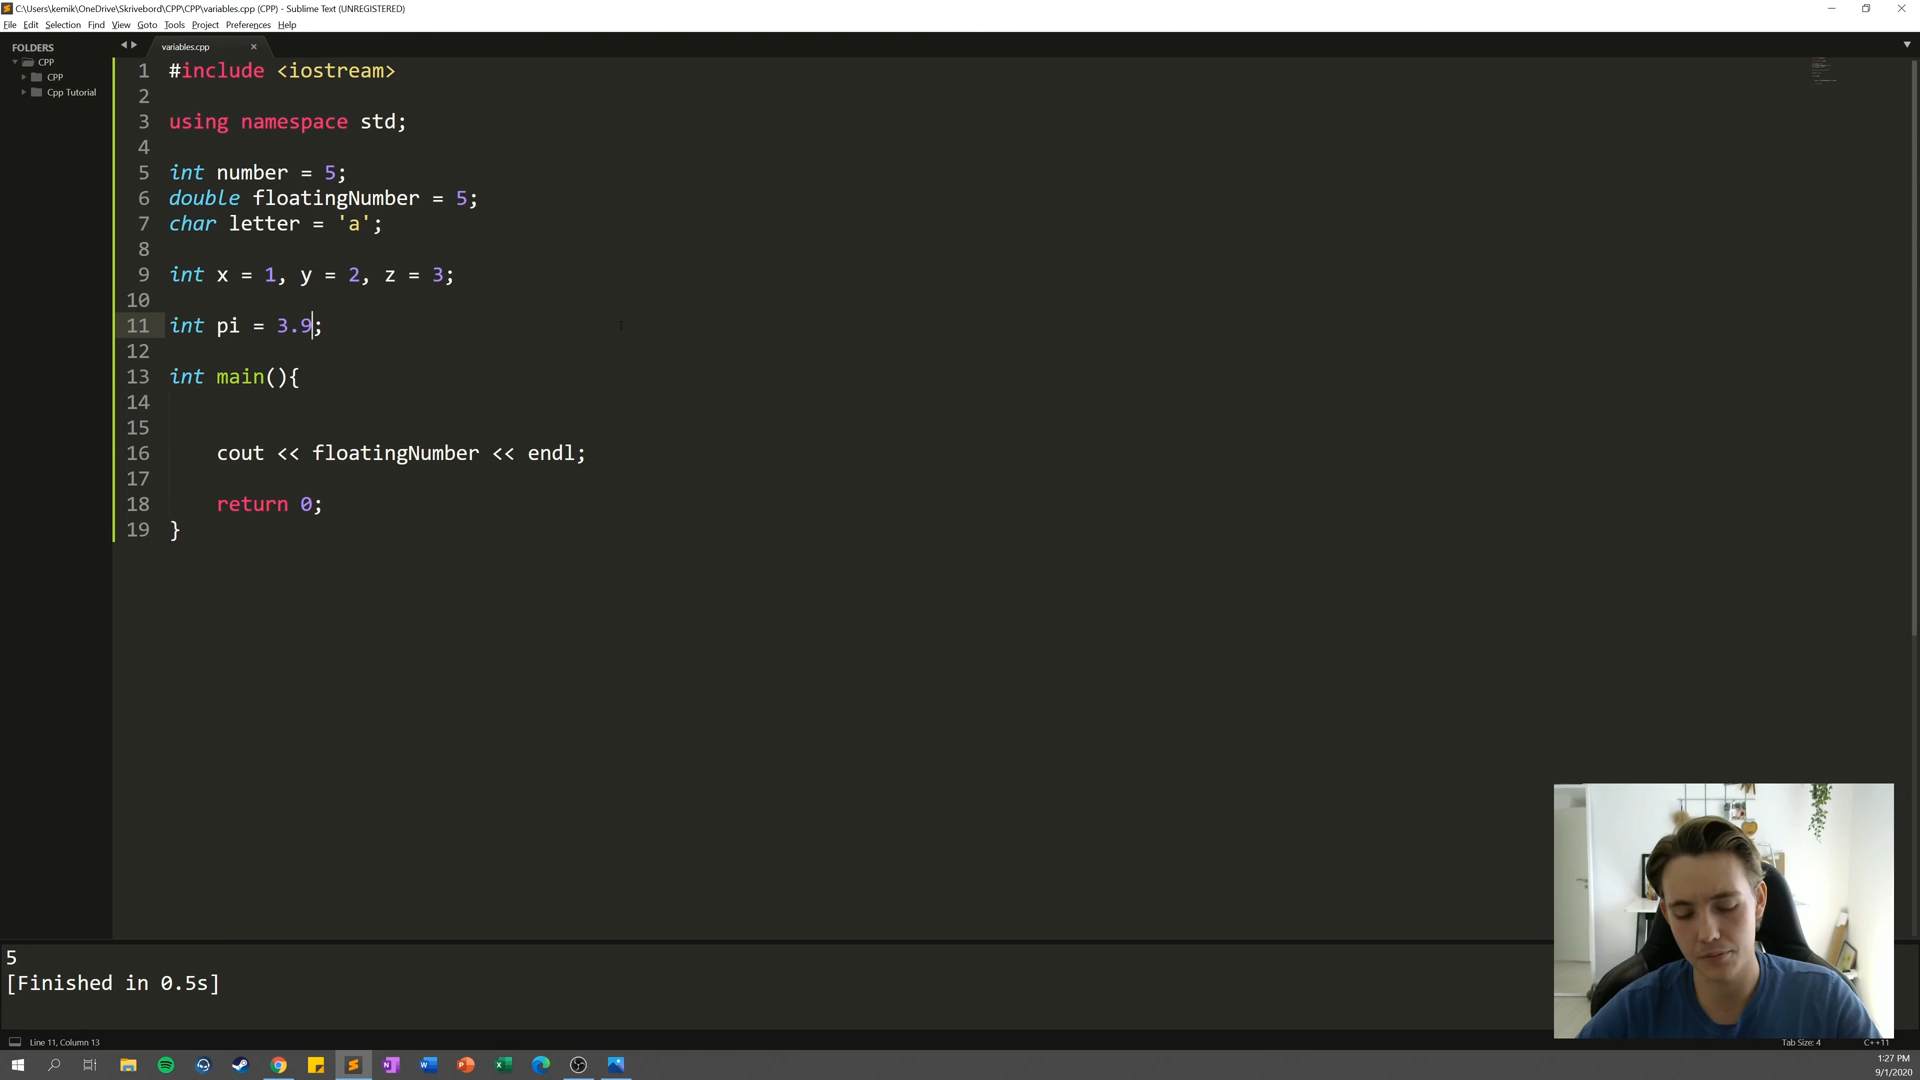 C:\Users\kemik\OneDrive\Skrivebord\CPP\CPP\variables.cpp (CPP) - Sublime Text (UNREGISTERED)
File Edit Selection Find View Goto Tools Project Preferences Help
FOLDERS
CPP
CPP
Cpp Tutorial
variables.cpp
1 #include <iostream>
2
3 using namespace std;
4
5 int number = 5;
6 double floatingNumber = 5;
7 char letter = 'a';
8
9 int x = 1, y = 2, z = 3;
10
11 int pi = 3.9;
12
13 int main(){
14
15
16 cout << floatingNumber << endl;
17
18 return 0;
19 }
5
[Finished in 0.5s]
Line 11, Column 13
Tab Size: 4
C++11
1:27 PM
9/1/2020